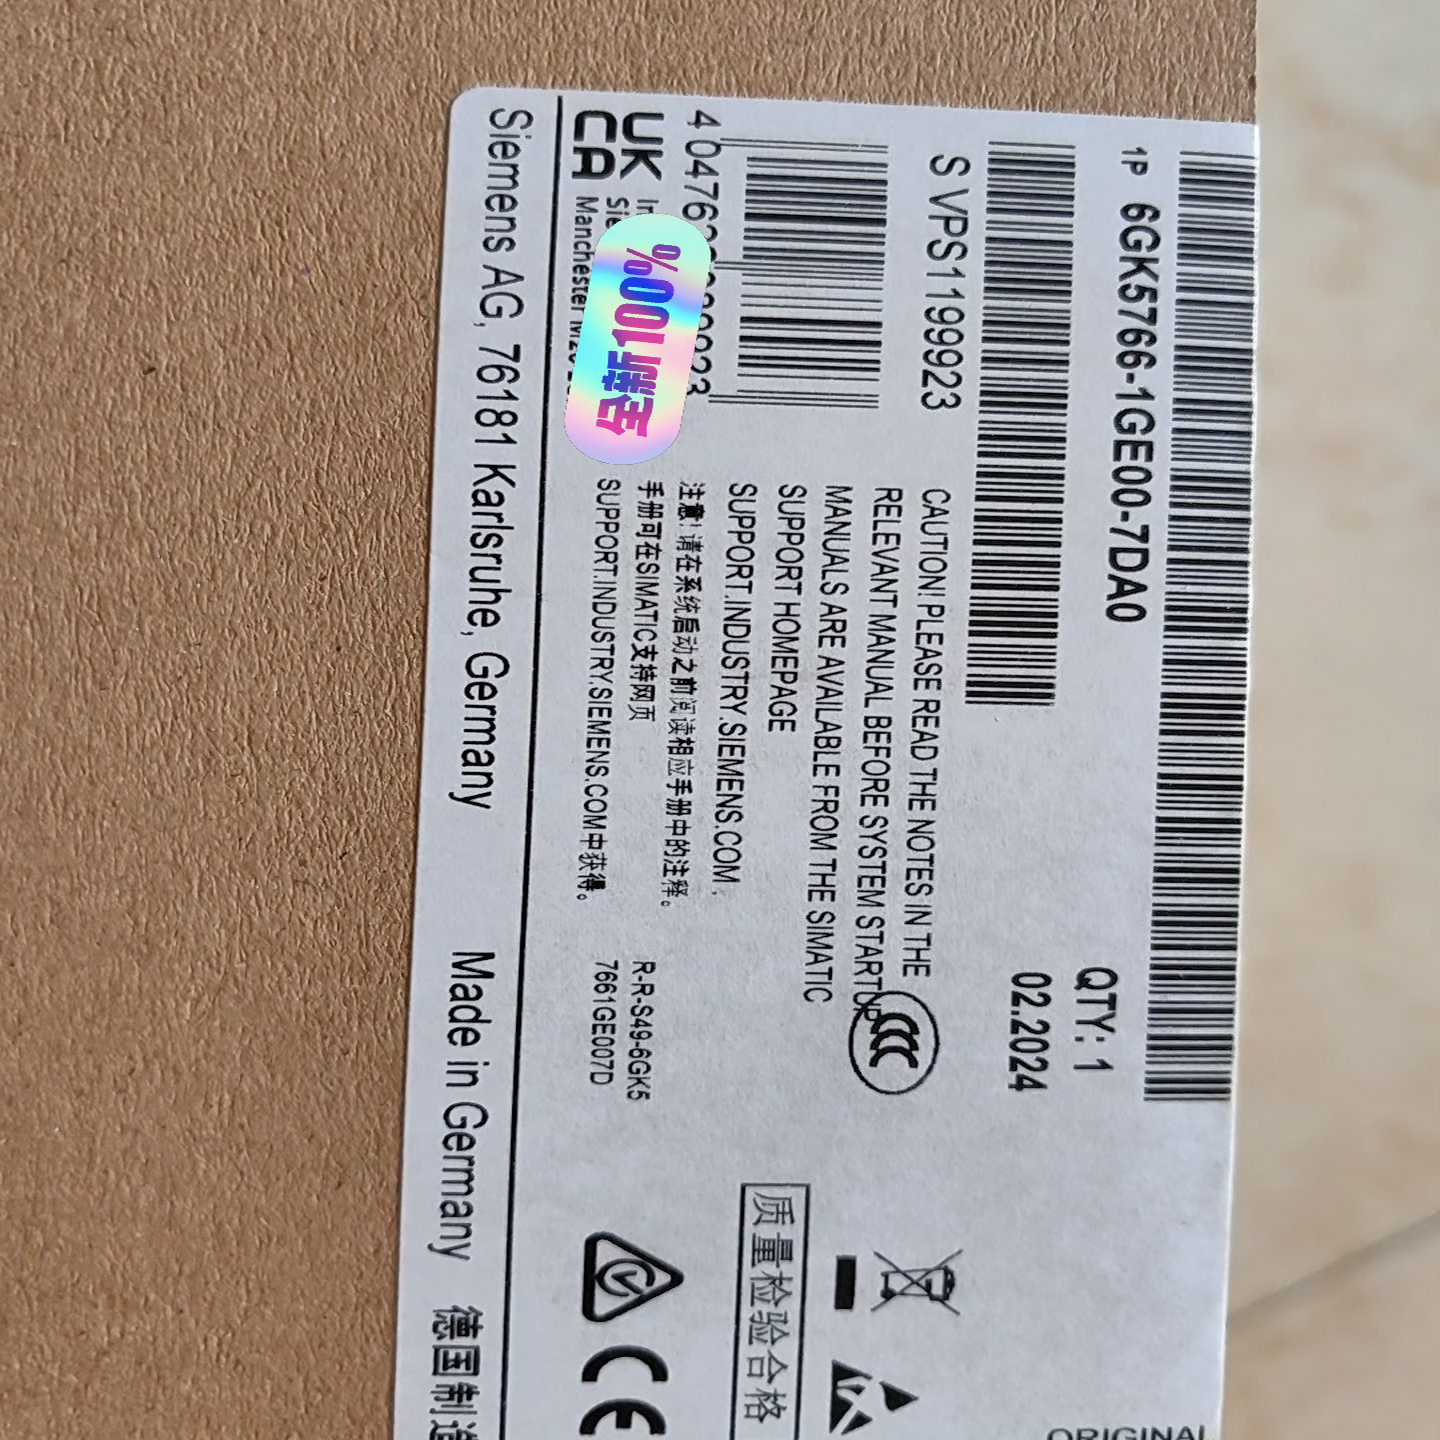 1P 6GK5766-1GE00-7DA0
QTY: 1
S VPS1199923
02.2024
CAUTION! PLEASE READ THE NOTES IN THE
RELEVANT MANUAL BEFORE SYSTEM STARTUP
MANUALS ARE AVAILABLE FROM THE SIMATIC
SUPPORT HOMEPAGE
SUPPORT.INDUSTRY.SIEMENS.COM
注意!请在系统启动之前阅读相应手册中的注释。
手册可在SIMATIC支持网页
SUPPORT.INDUSTRY.SIEMENS.COM中获得。
UK
CA
Manchester
全新100%
R-R-S49-6GK5
7661GE007D
CCC
质量检验合格
CE
ORIGINAL
Siemens AG, 76181 Karlsruhe, Germany
Made in Germany
德国制造